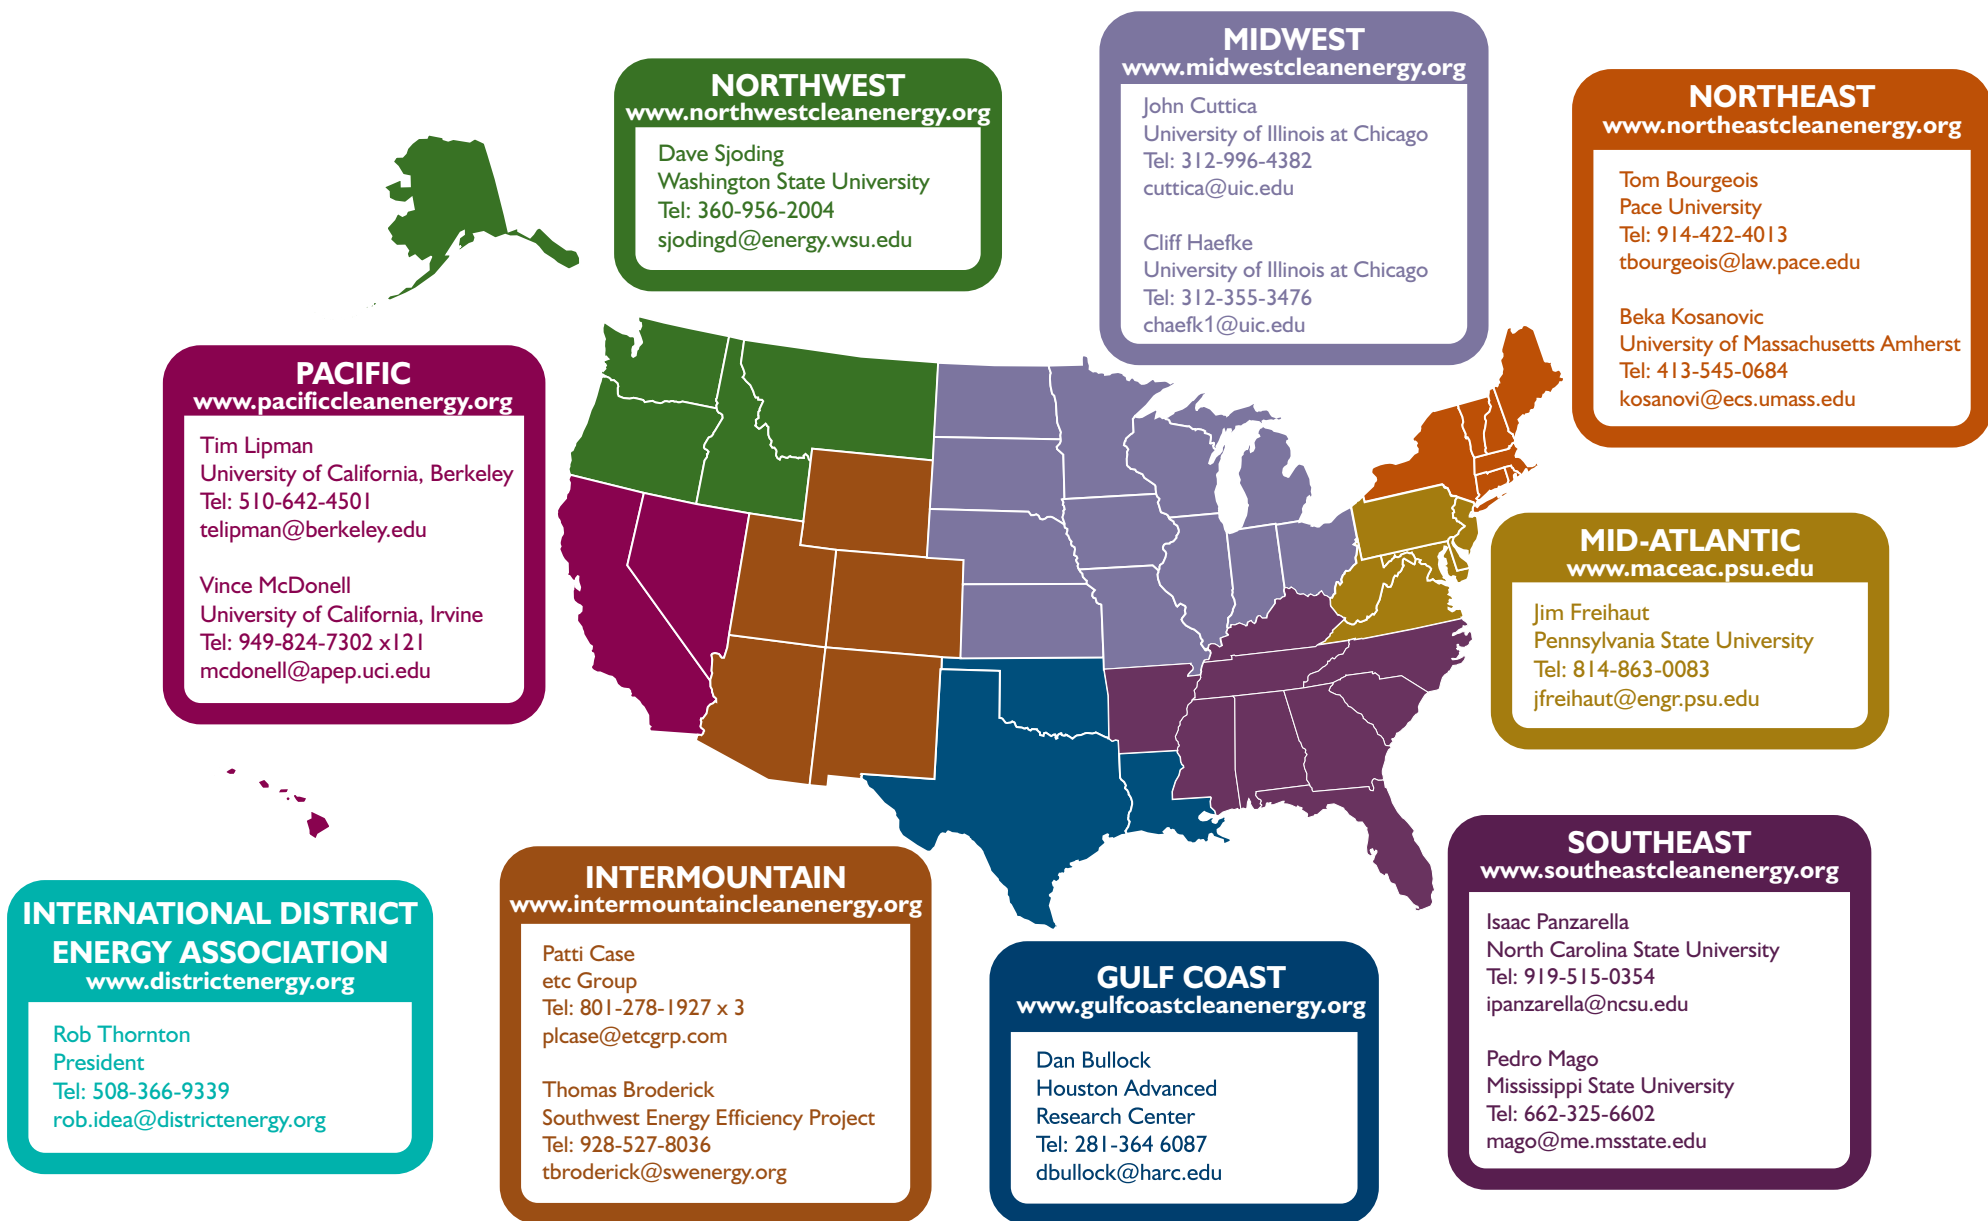 NORTHWEST
www.northwestcleanenergy.org
Dave Sjoding
Washington State University
Tel: 360-956-2004
sjodingd@energy.wsu.edu
MIDWEST
www.midwestcleanenergy.org
John Cuttica
University of Illinois at Chicago
Tel: 312-996-4382
cuttica@uic.edu
Cliff Haefke
University of Illinois at Chicago
Tel: 312-355-3476
chaefk1@uic.edu
NORTHEAST
www.northeastcleanenergy.org
Tom Bourgeois
Pace University
Tel: 914-422-4013
tbourgeois@law.pace.edu
Beka Kosanovic
University of Massachusetts Amherst
Tel: 413-545-0684
kosanovi@ecs.umass.edu
PACIFIC
www.pacificcleanenergy.org
Tim Lipman
University of California, Berkeley
Tel: 510-642-4501
telipman@berkeley.edu
Vince McDonell
University of California, Irvine
Tel: 949-824-7302 x121
mcdonell@apep.uci.edu
MID-ATLANTIC
www.maceac.psu.edu
Jim Freihaut
Pennsylvania State University
Tel: 814-863-0083
jfreihaut@engr.psu.edu
SOUTHEAST
www.southeastcleanenergy.org
Isaac Panzarella
North Carolina State University
Tel: 919-515-0354
ipanzarella@ncsu.edu
Pedro Mago
Mississippi State University
Tel: 662-325-6602
mago@me.msstate.edu
INTERNATIONAL DISTRICT
ENERGY ASSOCIATION
www.districtenergy.org
Rob Thornton
President
Tel: 508-366-9339
rob.idea@districtenergy.org
INTERMOUNTAIN
www.intermountaincleanenergy.org
Patti Case
etc Group
Tel: 801-278-1927 x 3
plcase@etcgrp.com
Thomas Broderick
Southwest Energy Efficiency Project
Tel: 928-527-8036
tbroderick@swenergy.org
GULF COAST
www.gulfcoastcleanenergy.org
Dan Bullock
Houston Advanced
Research Center
Tel: 281-364 6087
dbullock@harc.edu